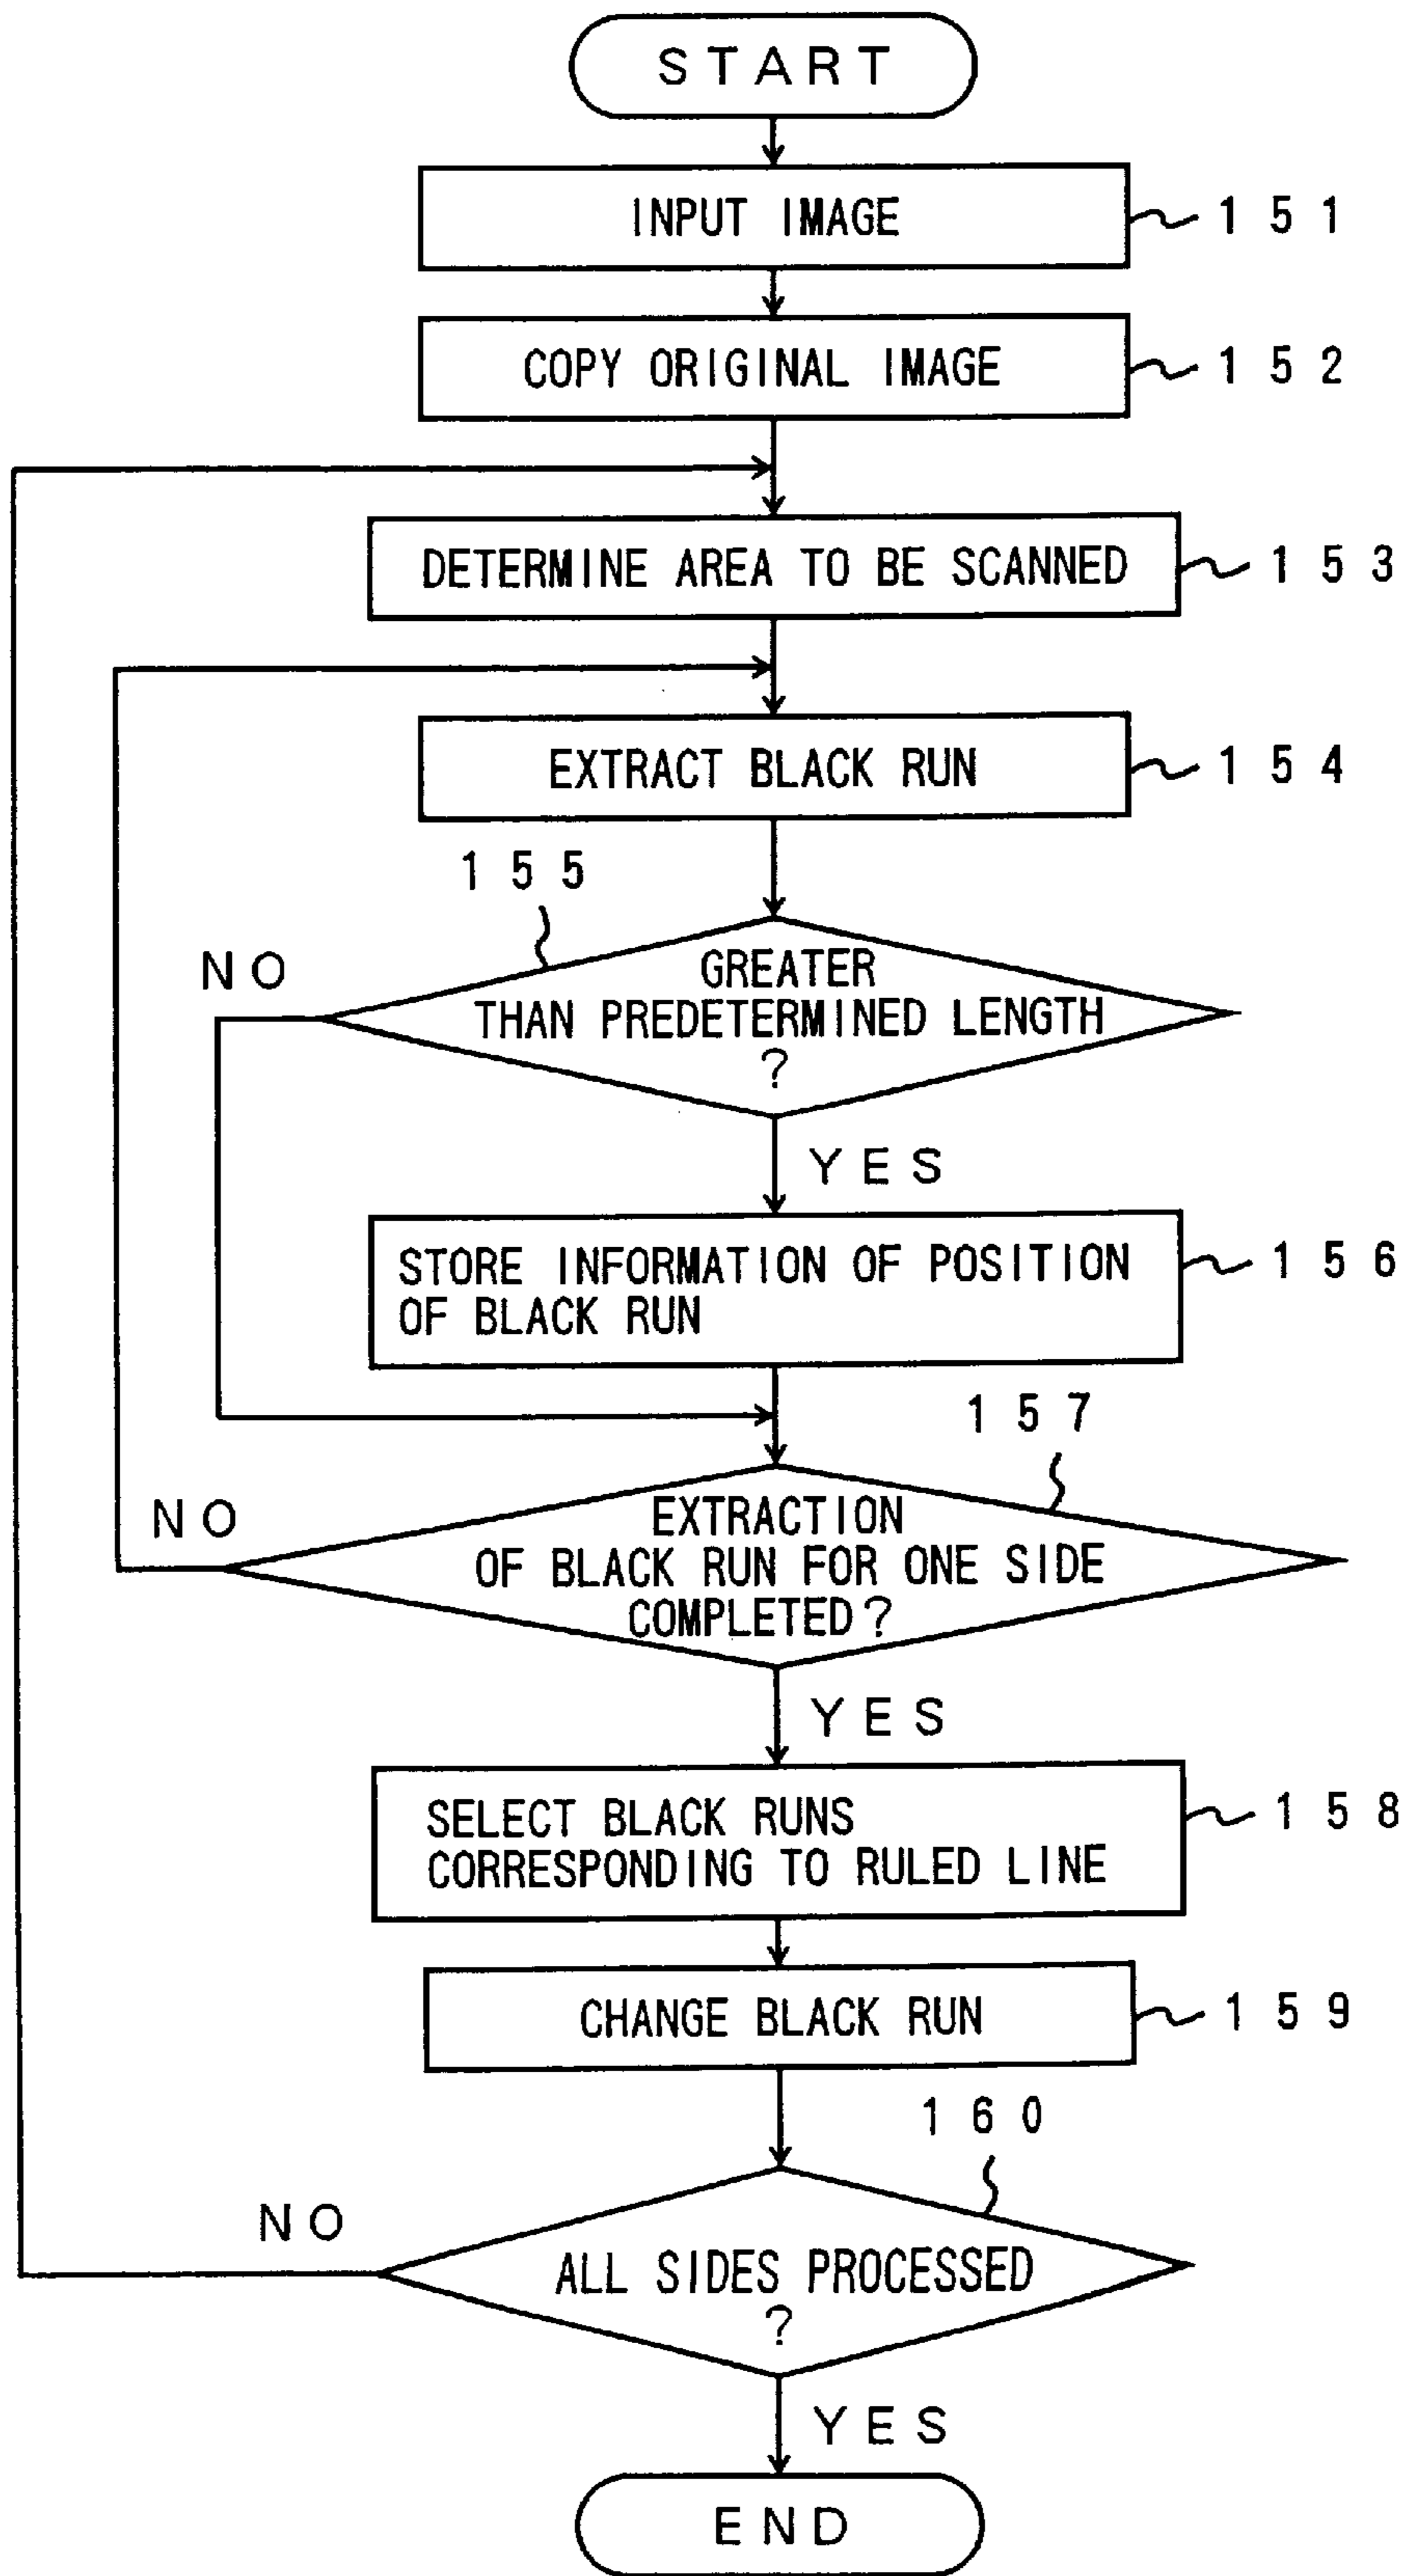 START
INPUT IMAGE
151
COPY ORIGINAL IMAGE
152
DETERMINE AREA TO BE SCANNED
153
EXTRACT BLACK RUN
154
155
NO
GREATER
THAN PREDETERMINED LENGTH
?
YES
STORE INFORMATION OF POSITION
OF BLACK RUN
156
157
NO
EXTRACTION
OF BLACK RUN FOR ONE SIDE
COMPLETED?
YES
SELECT BLACK RUNS
CORRESPONDING TO RULED LINE
158
CHANGE BLACK RUN
159
160
NO
ALL SIDES PROCESSED
?
YES
END